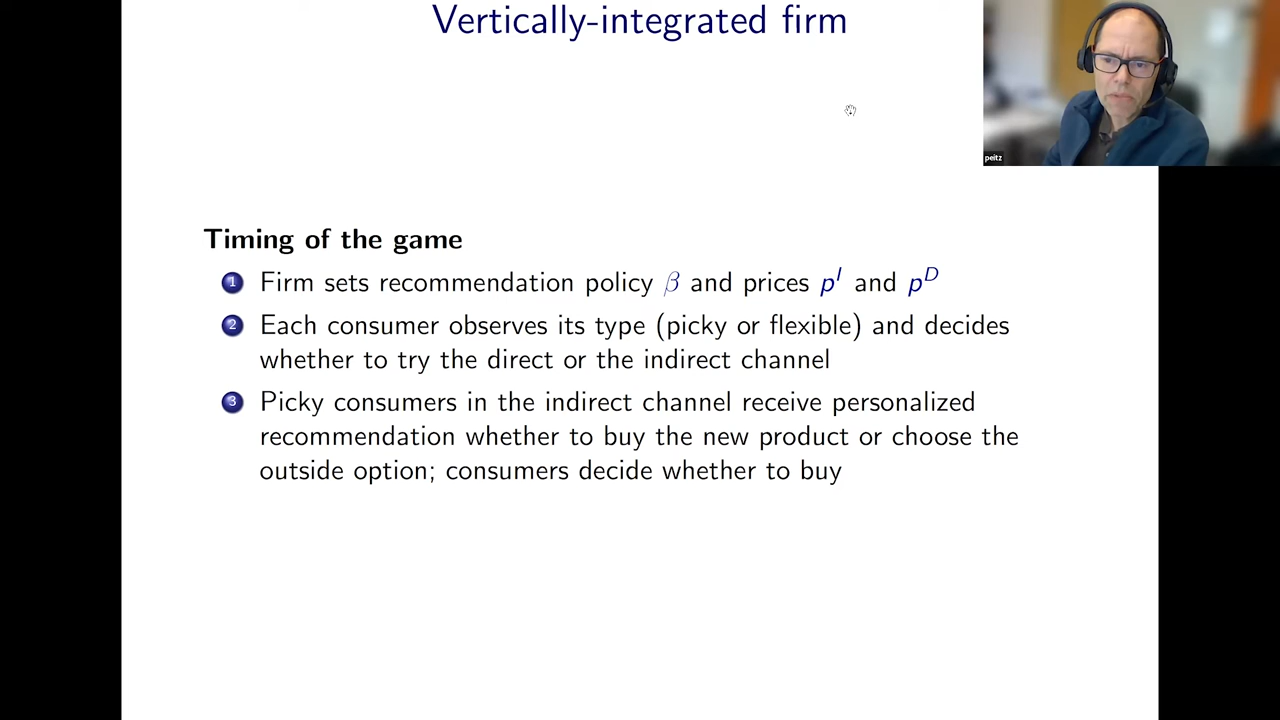 Vertically-integrated firm
peitz
Timing of the game
1 Firm sets recommendation policy β and prices p^I and p^D
2 Each consumer observes its type (picky or flexible) and decides
whether to try the direct or the indirect channel
3 Picky consumers in the indirect channel receive personalized
recommendation whether to buy the new product or choose the
outside option; consumers decide whether to buy